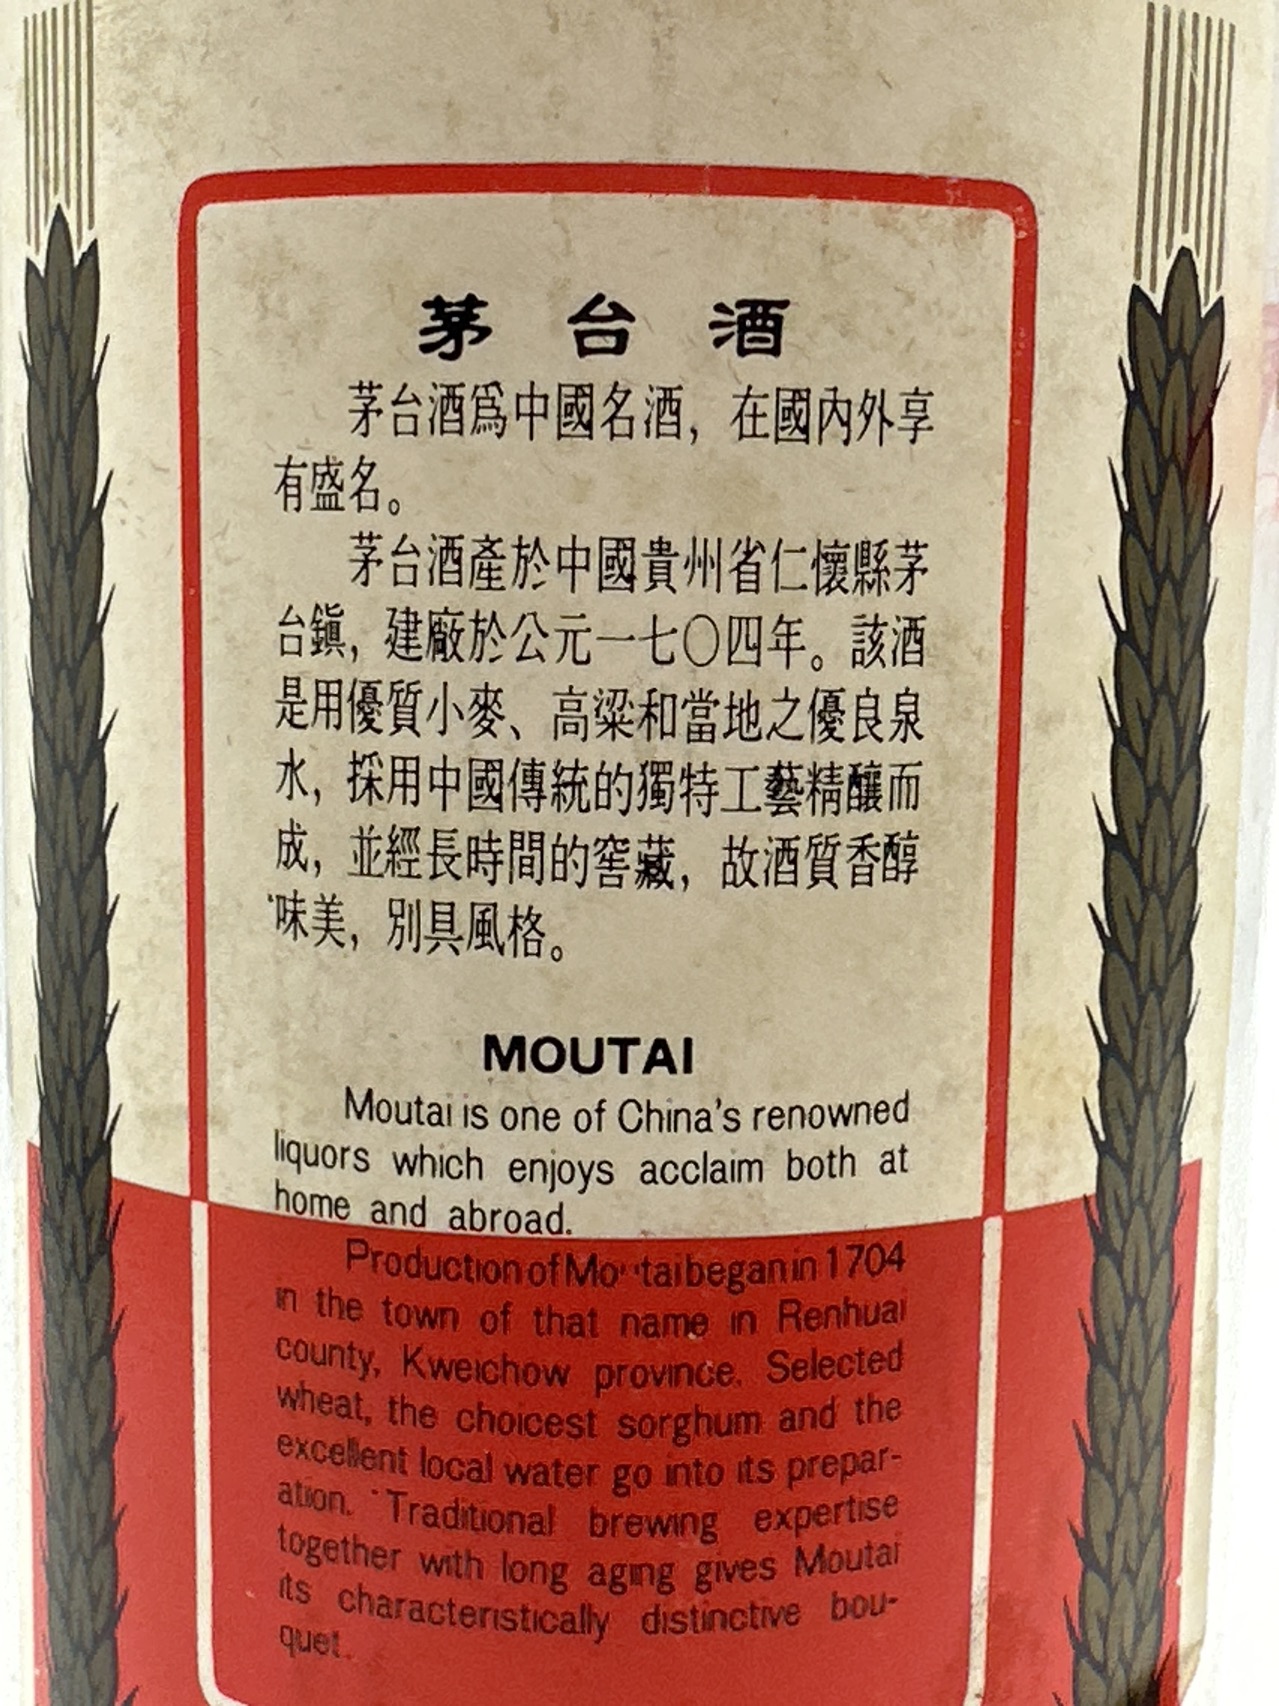 茅台酒
茅台酒爲中國名酒，在國內外享
有盛名。
茅台酒產於中國貴州省仁懷縣茅
台鎭，建廠於公元一七〇四年。該酒
是用優質小麥、高粱和當地之優良泉
水，採用中國傳統的獨特工藝精釀而
成，並經長時間的窖藏，故酒質香醇
味美，別具風格。
MOUTAI
Moutai is one of China's renowned
liquors which enjoys acclaim both at
home and abroad.
Production of Moutai began in 1704
in the town of that name in Renhuai
county, Kweichow province. Selected
wheat, the choicest sorghum and the
excellent local water go into its prepar-
ation. Traditional brewing expertise
together with long aging gives Moutai
its characteristically distinctive bou-
quet.